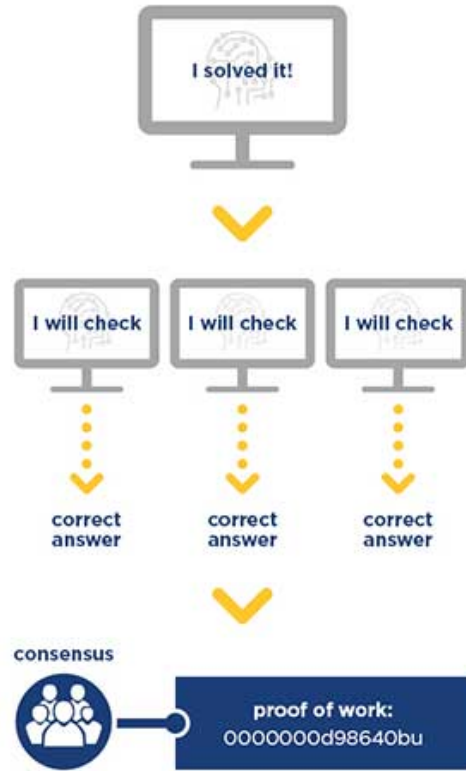 I solved it!
I will check
I will check
I will check
correct
answer
correct
answer
correct
answer
consensus
proof of work:
0000000d98640bu